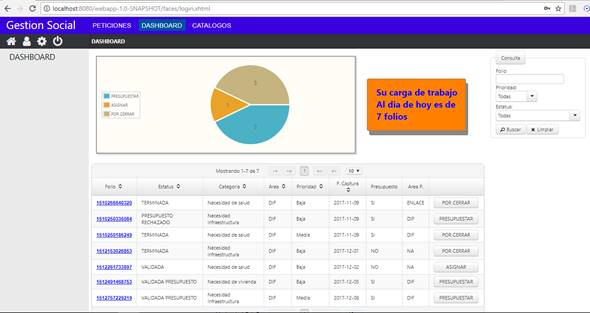 localhost:8080/webapp-1.0-SNAPSHOT/faces/login.xhtml
Gestion Social PETICIONES DASHBOARD CATALOGOS
DASHBOARD
DASHBOARD
PRESUPUESTAR
ASIGNAR
POR CERRAR
3
1
3
Su carga de trabajo
Al dia de hoy es de
7 folios
Consulta
Folio
Prioridad:
Todas
Estatus:
Todas
Buscar Limpiar
Mostrando 1-7 de 7 1 10
Folio Estatus Categoria Area Prioridad F. Captura Presupuesto Area P.
1510266640320 TERMINADA Necesidad de salud DIF Baja 2017-11-09 SI ENLACE POR CERRAR
1510250336084 PRESUPUESTO RECHAZADO Necesidad Infraestructura DIF Baja 2017-11-09 SI DIF PRESUPUESTAR
1510259186249 TERMINADA Necesidad de salud DIF Media 2017-11-09 SI DIF POR CERRAR
1512153026853 TERMINADA Necesidad Infraestructura DIF Baja 2017-12-01 NO NA POR CERRAR
1512261733897 VALIDADA Necesidad de salud DIF Baja 2017-12-02 NO NA ASIGNAR
1512491468753 VALIDADA PRESUPUESTO Necesidad de vivienda DIF Baja 2017-12-05 SI DIF PRESUPUESTAR
1512757229219 VALIDADA PRESUPUESTO Necesidad Infraestructura DIF Media 2017-12-08 SI DIF PRESUPUESTAR